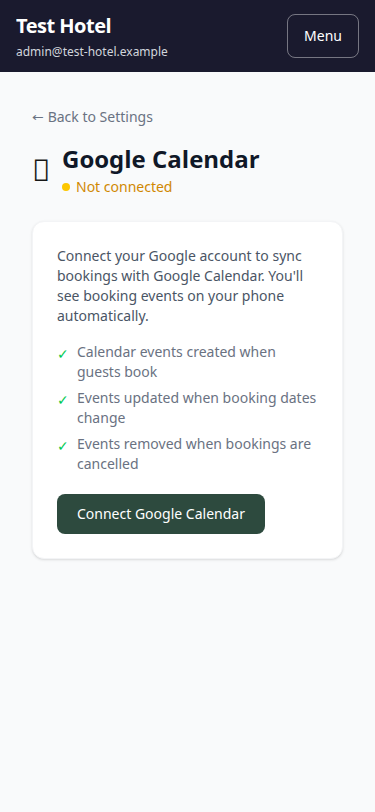 Test Hotel
admin@test-hotel.example
Menu
← Back to Settings
Google Calendar
Not connected
Connect your Google account to sync
bookings with Google Calendar. You'll
see booking events on your phone
automatically.
✓ Calendar events created when
guests book
✓ Events updated when booking dates
change
✓ Events removed when bookings are
cancelled
Connect Google Calendar